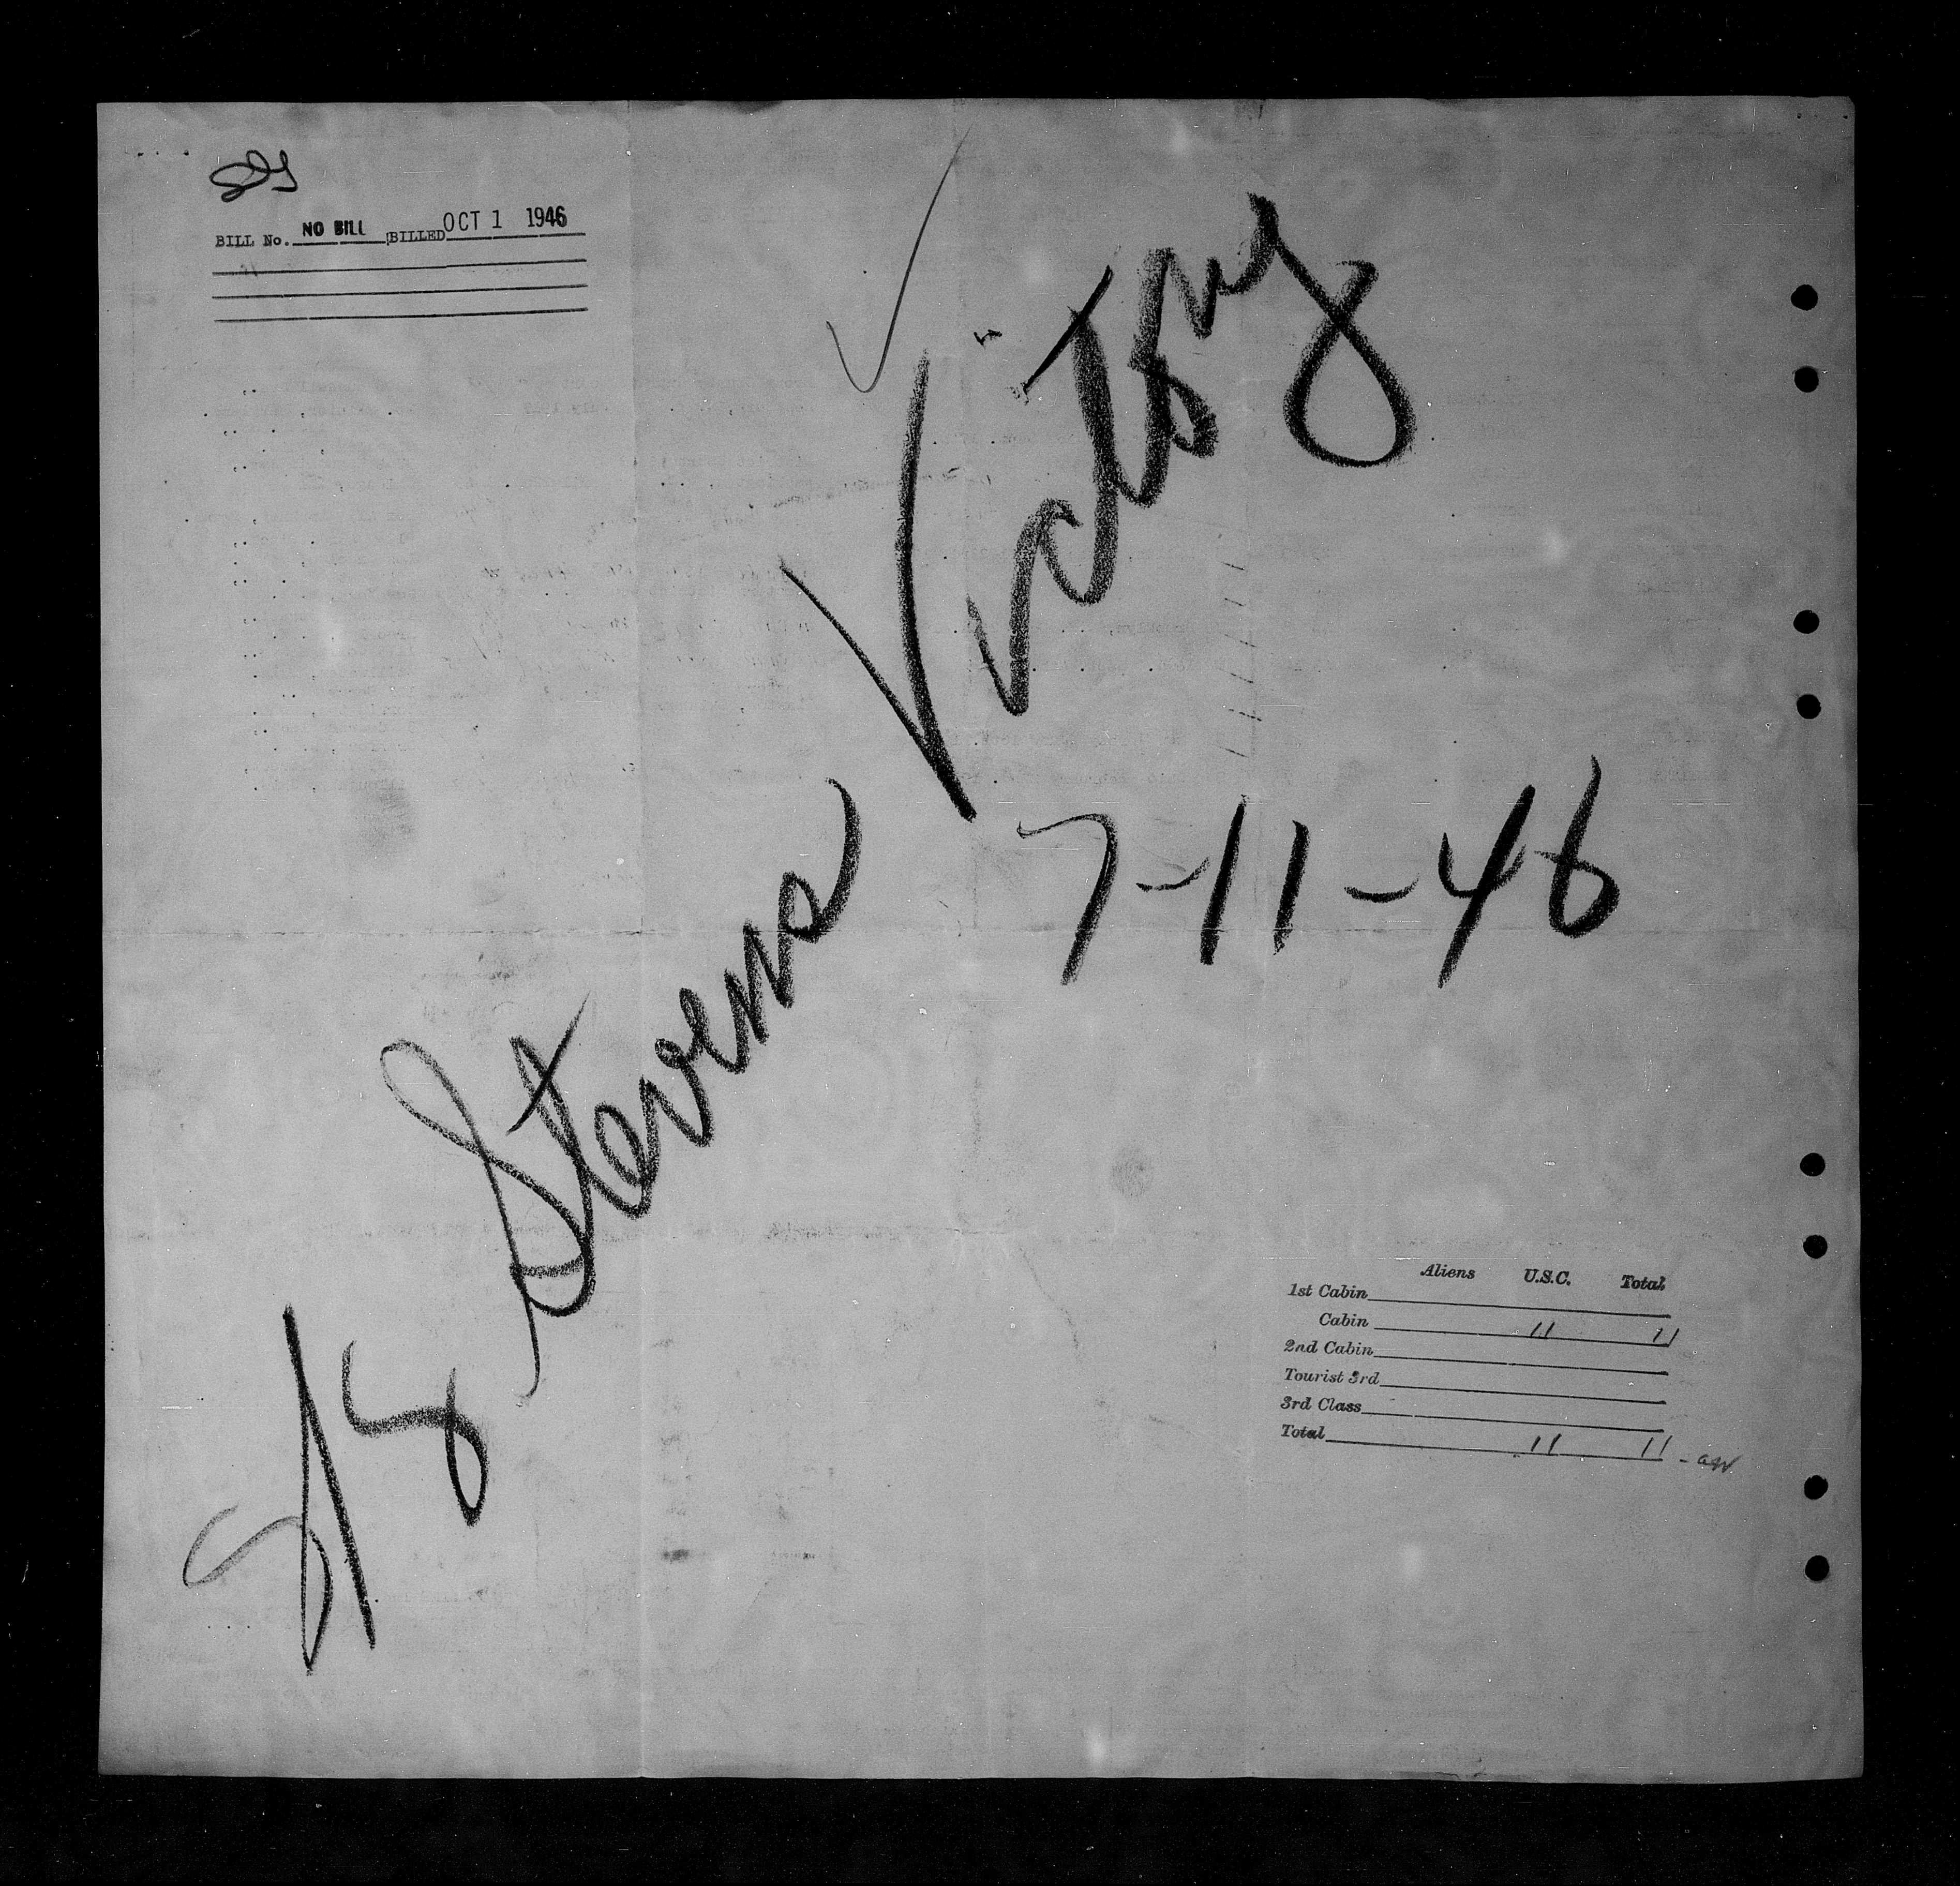 BILL No. NO BILL BILLED OCT 1 1946
SS Stevens Victory
7-11-46
Aliens U.S.C. Total
1st Cabin
Cabin 11 11
2nd Cabin
Tourist 3rd
3rd Class
Total 11 11